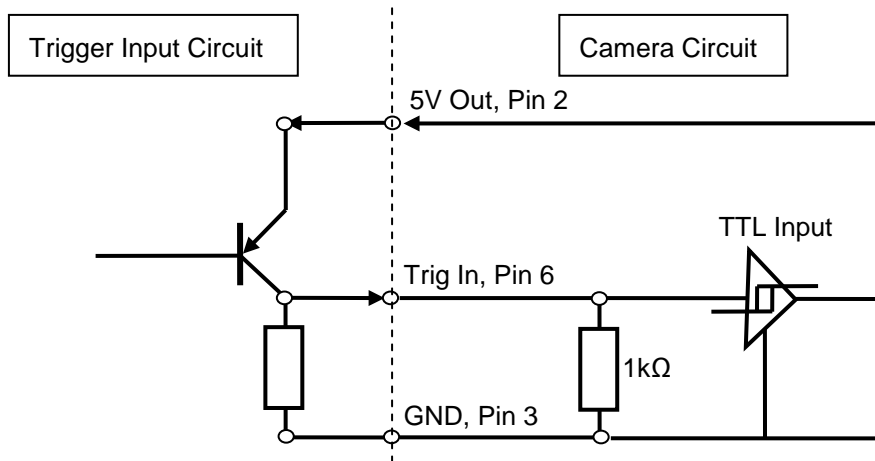 Trigger Input Circuit
Camera Circuit
5V Out, Pin 2
TTL Input
Trig In, Pin 6
1kΩ
GND, Pin 3